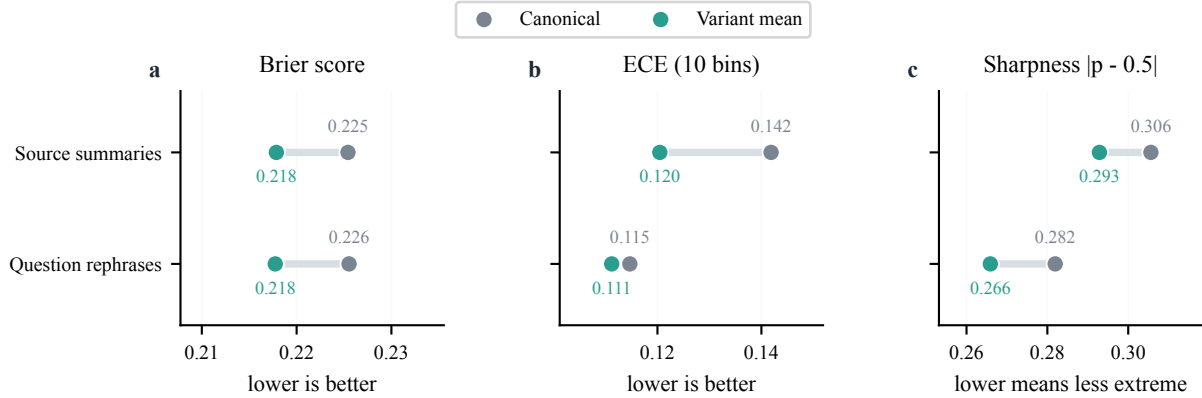 Canonical Variant mean
a Brier score
b ECE (10 bins)
c Sharpness |p - 0.5|
Source summaries
Question rephrases
0.225
0.218
0.226
0.218
0.21 0.22 0.23
lower is better
0.142
0.120
0.115
0.111
0.12 0.14
lower is better
0.306
0.293
0.282
0.266
0.26 0.28 0.30
lower means less extreme